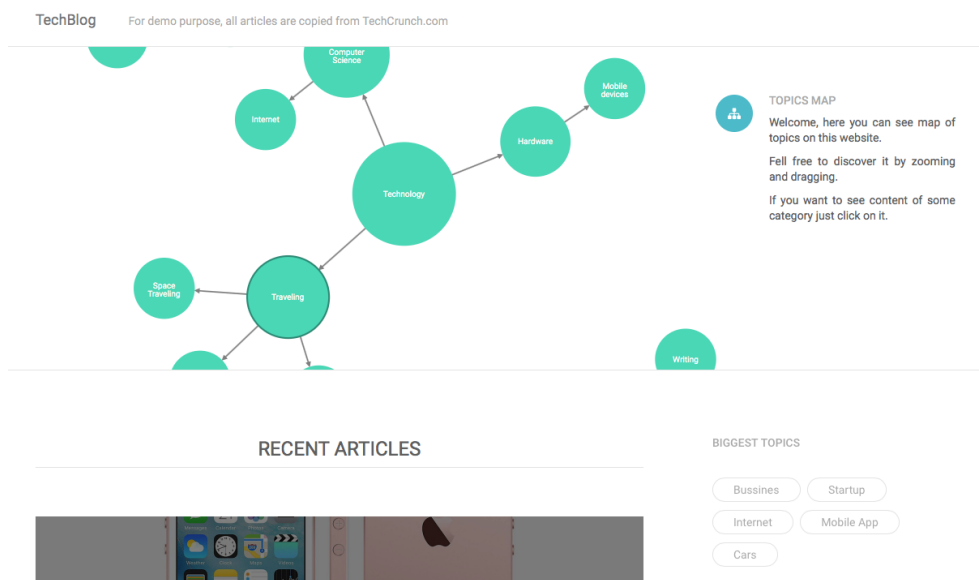 TechBlog For demo purpose, all articles are copied from TechCrunch.com
Computer
Science
Internet
Mobile
devices
Hardware
Technology
Space
Traveling
Traveling
Writing
TOPICS MAP
Welcome, here you can see map of
topics on this website.
Fell free to discover it by zooming
and dragging.
If you want to see content of some
category just click on it.
RECENT ARTICLES
BIGGEST TOPICS
Bussines
Startup
Internet
Mobile App
Cars